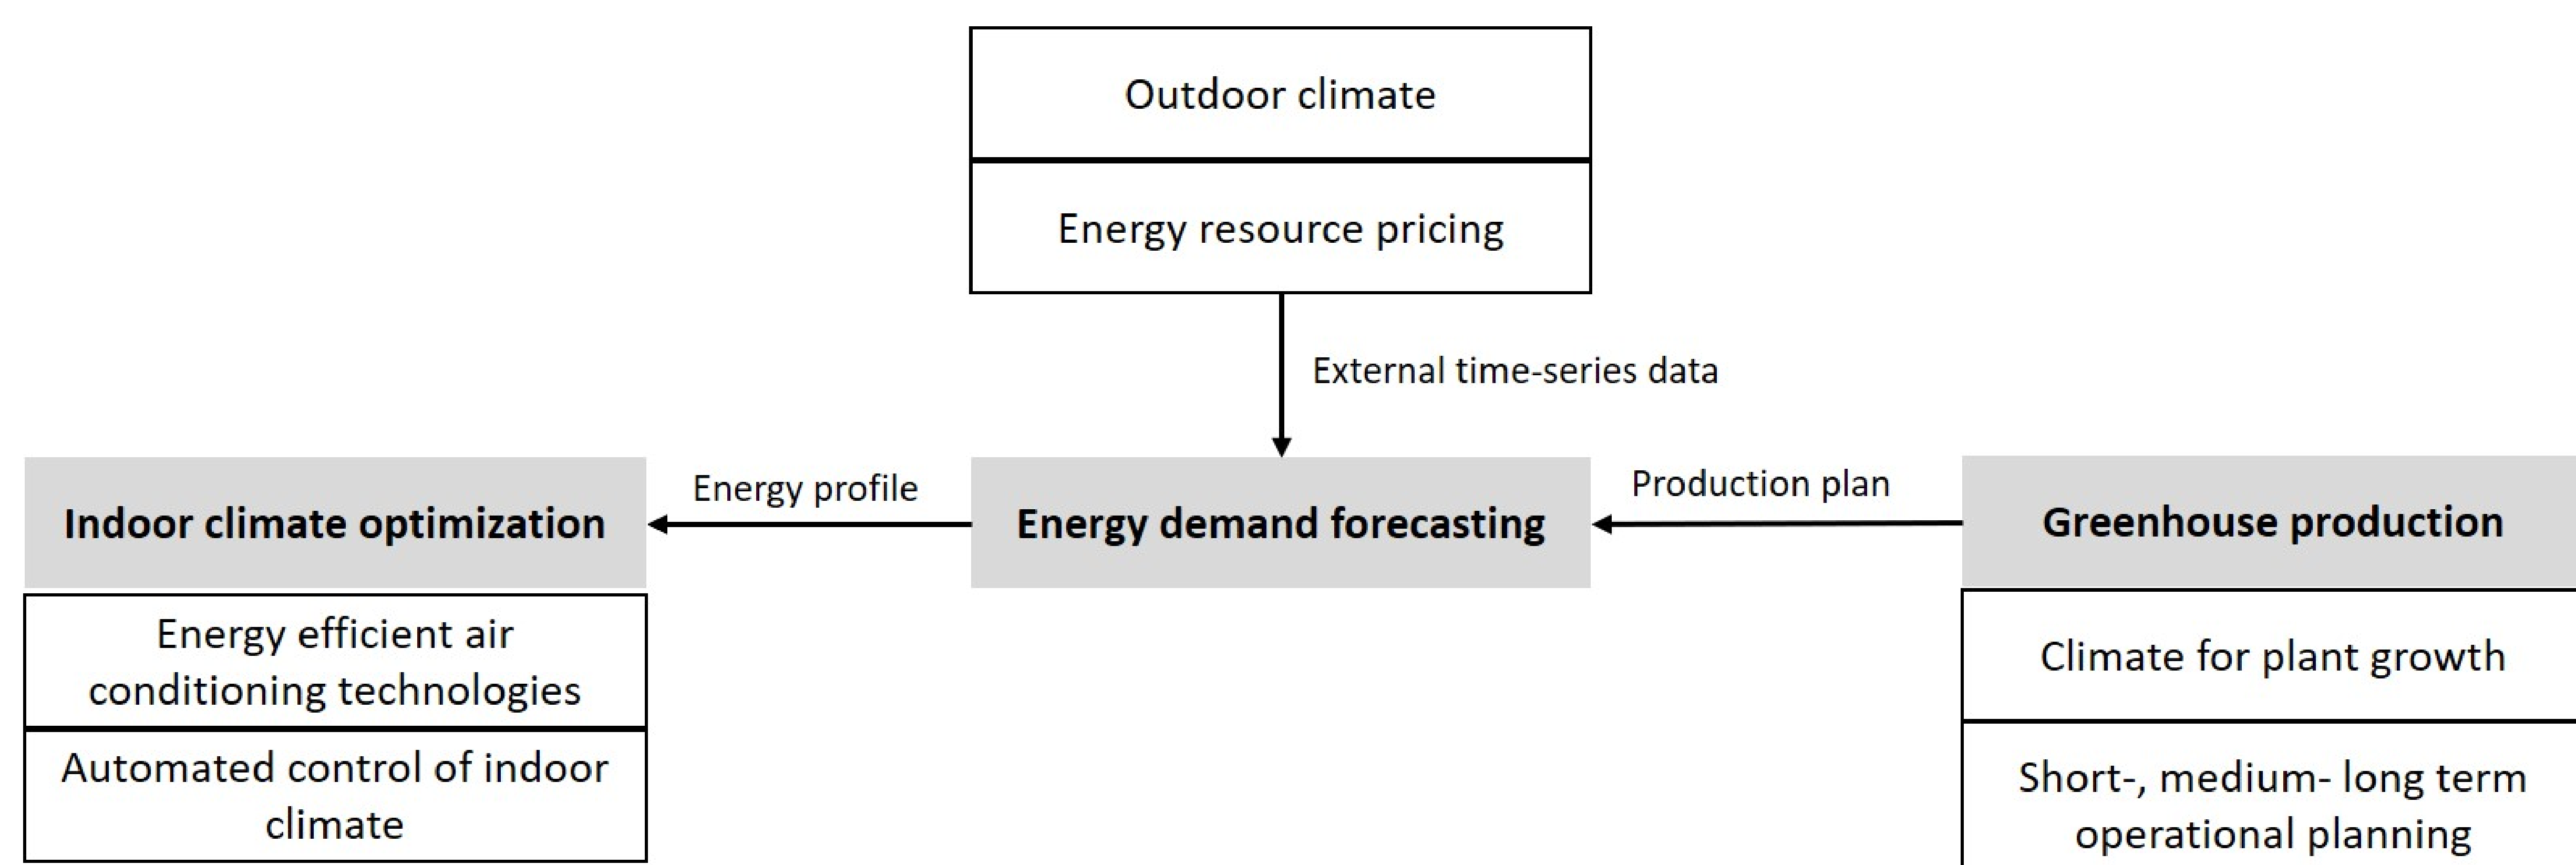 Outdoor climate
Energy resource pricing
External time-series data
Energy profile
Production plan
Indoor climate optimization
Energy demand forecasting
Greenhouse production
Energy efficient air
conditioning technologies
Automated control of indoor
climate
Climate for plant growth
Short-, medium- long term
operational planning